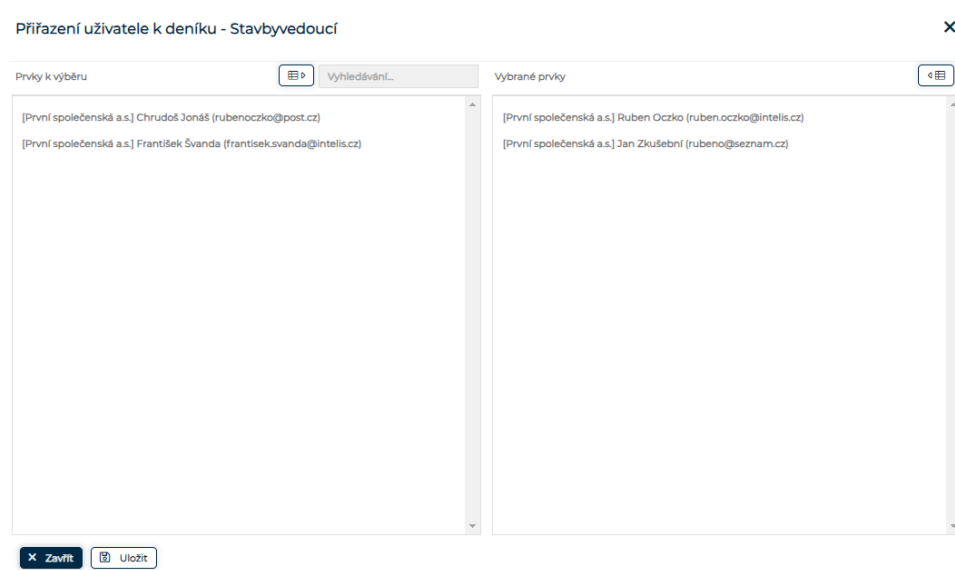 Přiřazení uživatele k deníku - Stavbyvedoucí
Prvky k výběru
Vyhledávání...
Vybrané prvky
[První společenská a.s.] Chrudoš Jonáš (rubenoczko@post.cz)
[První společenská a.s.] František Švanda (frantisek.svanda@intelis.cz)
[První společenská a.s.] Ruben Oczko (ruben.oczko@intelis.cz)
[První společenská a.s.] Jan Zkušební (rubeno@seznam.cz)
Zavřít
Uložit